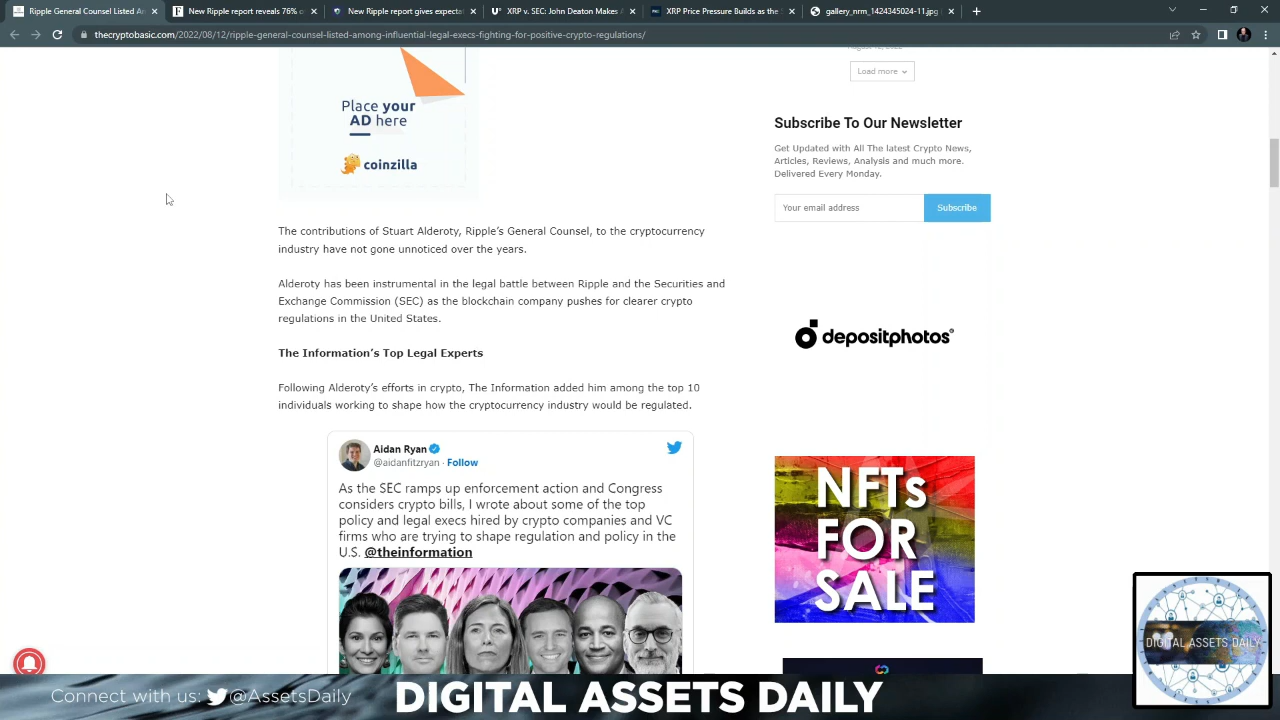 Ripple General Counsel Listed A
New Ripple report reveals 76% o
New Ripple report gives expert
XRP v. SEC: John Deaton Makes A
XRP Price Pressure Builds as the
gallery_nrm_1424345024-11.jpg
thecryptobasic.com/2022/08/12/ripple-general-counsel-listed-among-influential-legal-execs-fighting-for-positive-crypto-regulations/
Place your
AD here
coinzilla
Load more
Subscribe To Our Newsletter
Get Updated with All The latest Crypto News,
Articles, Reviews, Analysis and much more.
Delivered Every Monday.
Your email address
Subscribe
The contributions of Stuart Alderoty, Ripple's General Counsel, to the cryptocurrency
industry have not gone unnoticed over the years.
Alderoty has been instrumental in the legal battle between Ripple and the Securities and
Exchange Commission (SEC) as the blockchain company pushes for clearer crypto
regulations in the United States.
The Information's Top Legal Experts
Following Alderoty's efforts in crypto, The Information added him among the top 10
individuals working to shape how the cryptocurrency industry would be regulated.
depositphotos
Aidan Ryan
@aidanfitzryan · Follow
As the SEC ramps up enforcement action and Congress
considers crypto bills, I wrote about some of the top
policy and legal execs hired by crypto companies and VC
firms who are trying to shape regulation and policy in the
U.S. @theinformation
NFTs
FOR
SALE
DIGITAL ASSETS DAILY
Connect with us: @AssetsDaily
DIGITAL ASSETS DAILY